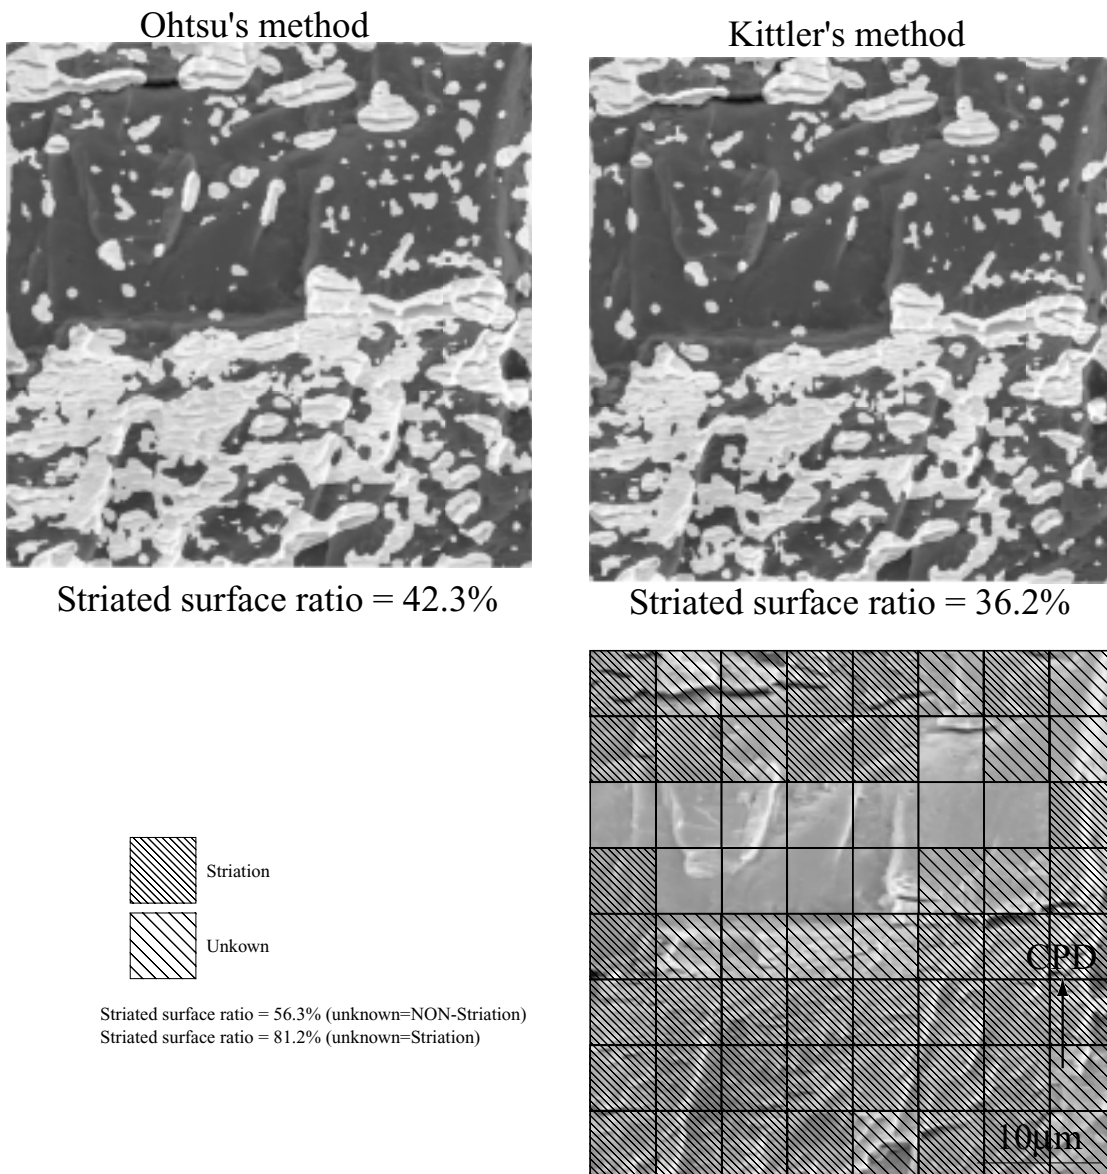 Ohtsu's method
Kittler's method
Striated surface ratio = 42.3%
Striated surface ratio = 36.2%
Striation
Unkown
CPD
Striated surface ratio = 56.3% (unknown=NON-Striation)
Striated surface ratio = 81.2% (unknown=Striation)
10μm